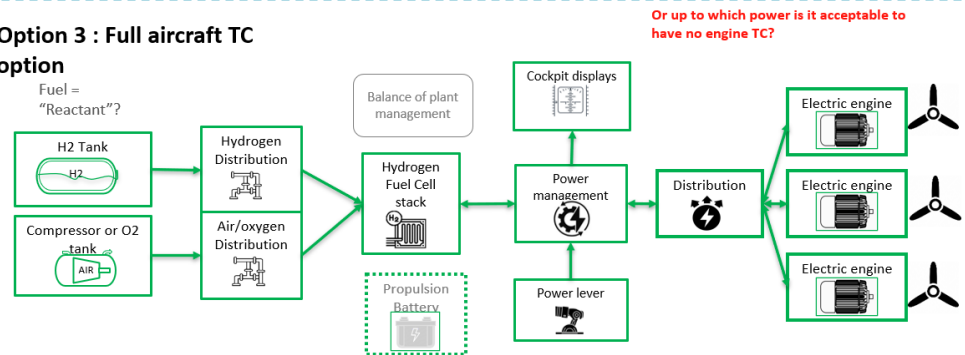 Or up to which power is it acceptable to
have no engine TC?
Option 3 : Full aircraft TC
option
Fuel =
“Reactant”?
H2 Tank
H2
Compressor or O2
tank
AIR
Hydrogen
Distribution
Air/oxygen
Distribution
Balance of plant
management
Hydrogen
Fuel Cell
stack
H2
Propulsion
Battery
Cockpit displays
Power
management
Power lever
Distribution
Electric engine
Electric engine
Electric engine